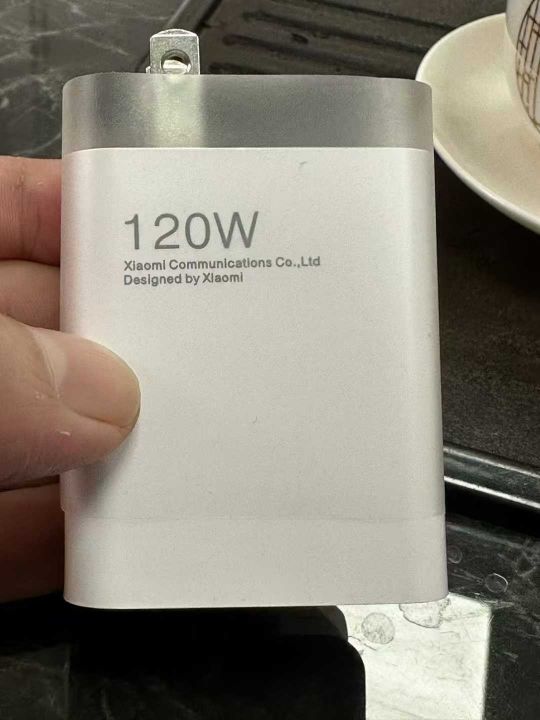 120W
Xiaomi Communications Co.,Ltd
Designed by Xiaomi